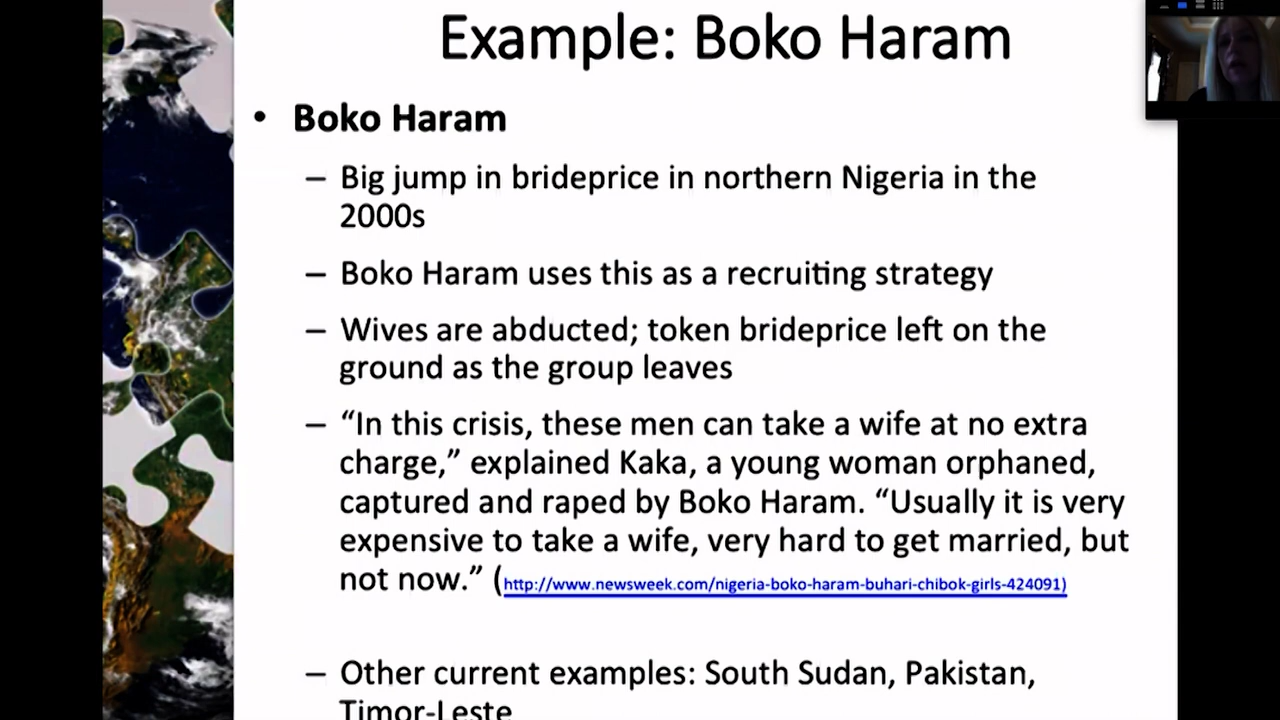 Example: Boko Haram
• Boko Haram
– Big jump in brideprice in northern Nigeria in the
2000s
– Boko Haram uses this as a recruiting strategy
– Wives are abducted; token brideprice left on the
ground as the group leaves
– “In this crisis, these men can take a wife at no extra
charge,” explained Kaka, a young woman orphaned,
captured and raped by Boko Haram. “Usually it is very
expensive to take a wife, very hard to get married, but
not now.” (http://www.newsweek.com/nigeria-boko-haram-buhari-chibok-girls-424091)
– Other current examples: South Sudan, Pakistan,
Timor-Leste